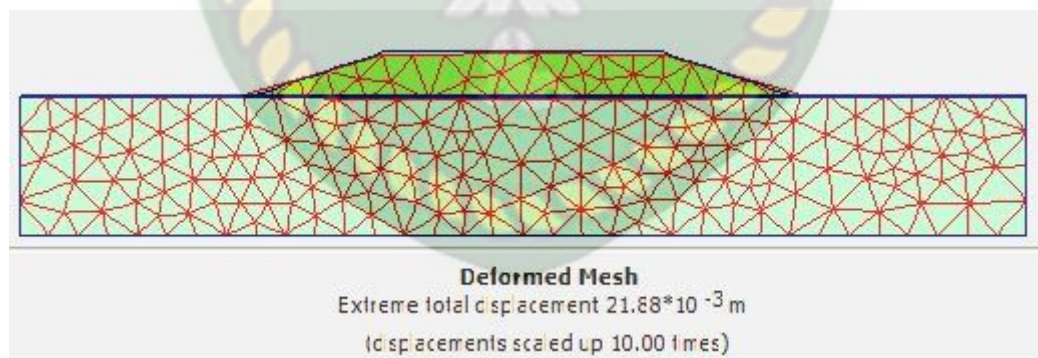 Deformed Mesh
Extreme total displacement 21.88*10 -3 m
(displacements scaled up 10.00 times)